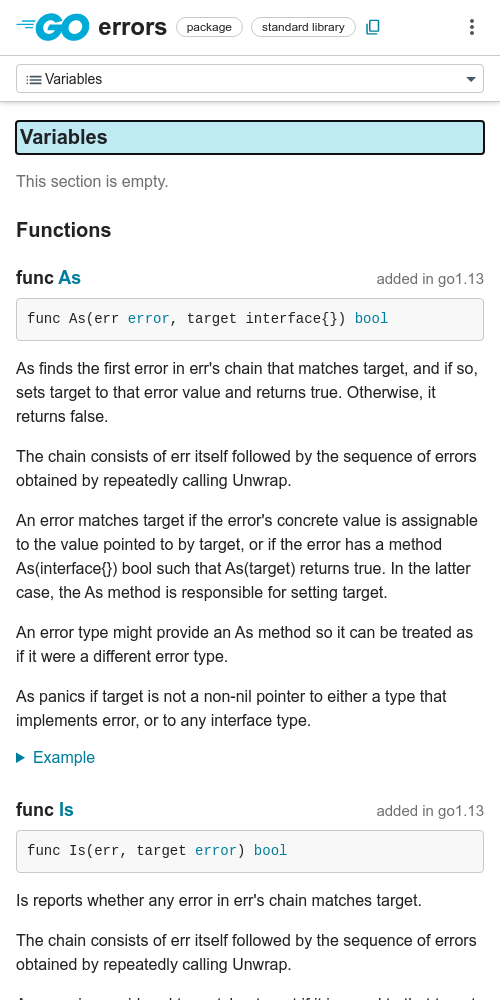 GO errors package standard library
Variables
Variables
This section is empty.
Functions
func As added in go1.13
func As(err error, target interface{}) bool
As finds the first error in err's chain that matches target, and if so,
sets target to that error value and returns true. Otherwise, it
returns false.
The chain consists of err itself followed by the sequence of errors
obtained by repeatedly calling Unwrap.
An error matches target if the error's concrete value is assignable
to the value pointed to by target, or if the error has a method
As(interface{}) bool such that As(target) returns true. In the latter
case, the As method is responsible for setting target.
An error type might provide an As method so it can be treated as
if it were a different error type.
As panics if target is not a non-nil pointer to either a type that
implements error, or to any interface type.
Example
func Is added in go1.13
func Is(err, target error) bool
Is reports whether any error in err's chain matches target.
The chain consists of err itself followed by the sequence of errors
obtained by repeatedly calling Unwrap.